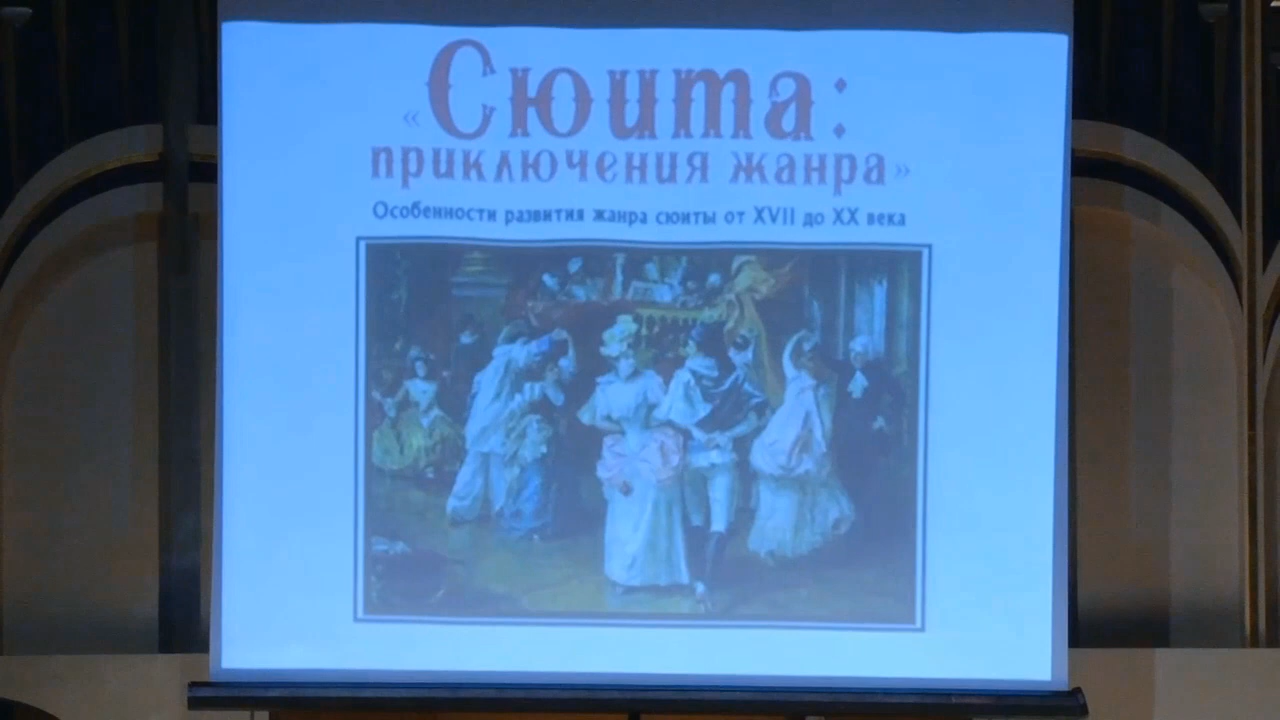 «Сюита:
приключения жанра»
Особенности развития жанра сюиты от XVII до XX века